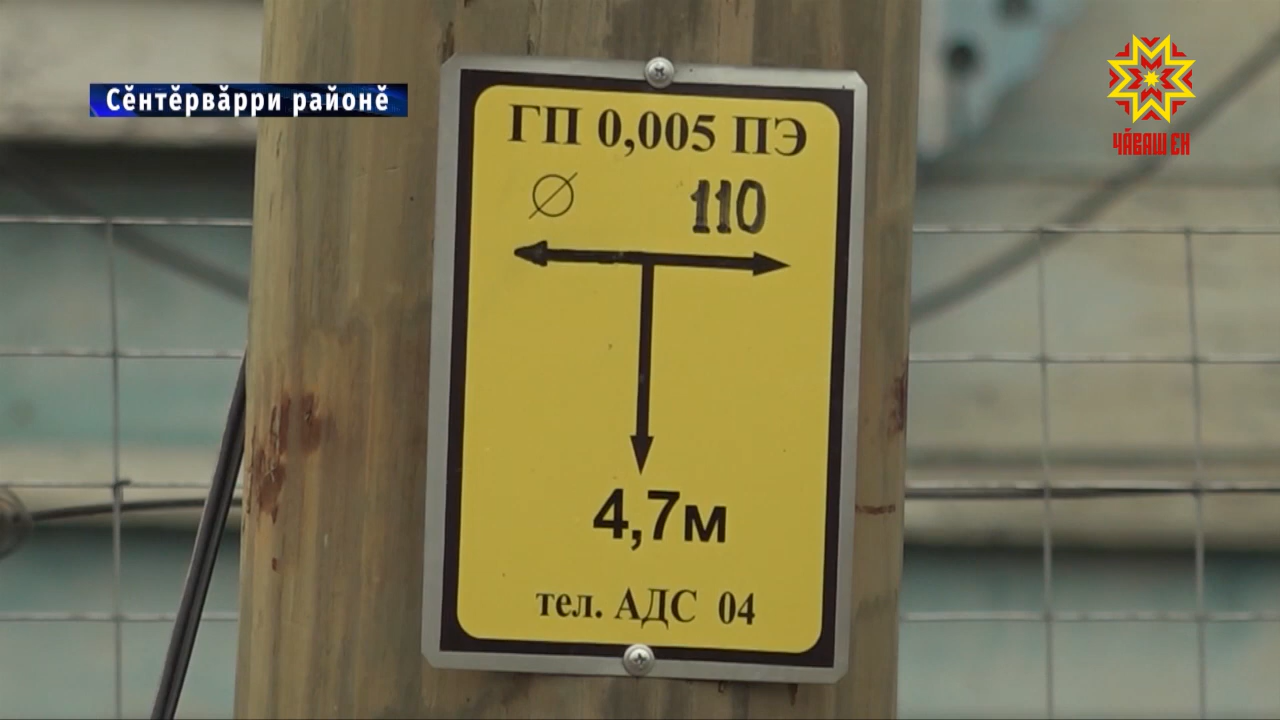 Сĕнтĕрвăрри районĕ
ЧĂВАШ ЕН
ГП 0,005 ПЭ
⌀ 110
4,7м
тел. АДС 04